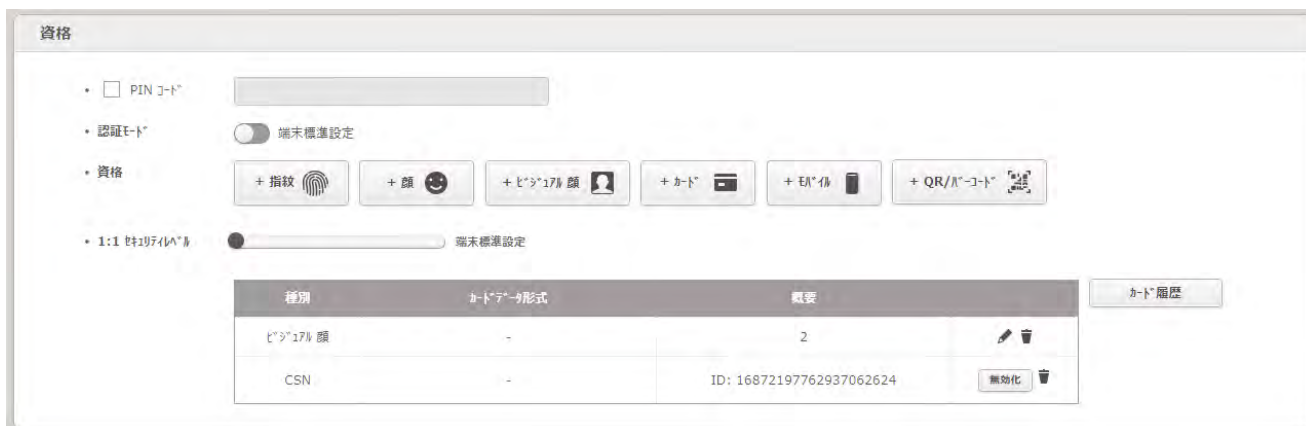 資格
• PIN ｺｰﾄﾞ
• 認証ﾓｰﾄﾞ 端末標準設定
• 資格 + 指紋 + 顔 + ﾋﾞｼﾞｭｱﾙ 顔 + ｶｰﾄﾞ + ﾓﾊﾞｲﾙ + QR/ﾊﾞｰｺｰﾄﾞ
• 1:1 ｾｷｭﾘﾃｨﾚﾍﾞﾙ 端末標準設定
種別 ｶｰﾄﾞﾃﾞｰﾀ形式 概要 ｶｰﾄﾞ履歴
ﾋﾞｼﾞｭｱﾙ 顔 - 2
CSN - ID: 16872197762937062624 無効化